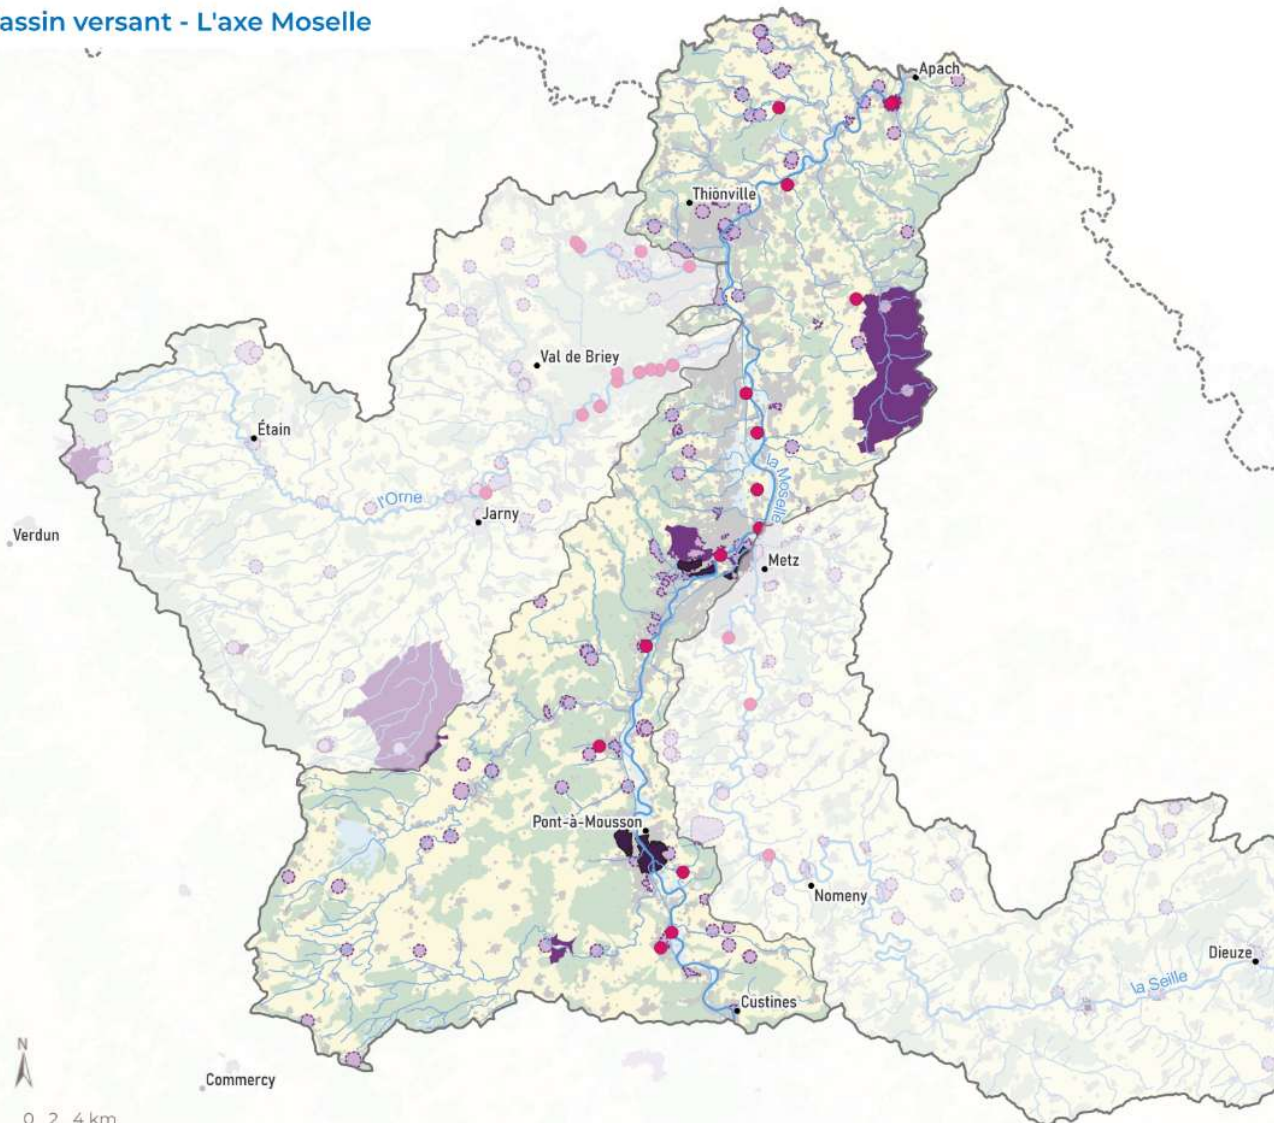 assin versant - L'axe Moselle
Apach
Thionville
Val de Briey
Étain
la Moselle
l'Orne
Jarny
Verdun
Metz
Pont-à-Mousson
Nomeny
Dieuze
la Seille
Custines
N
Commercy
0 2 4 km